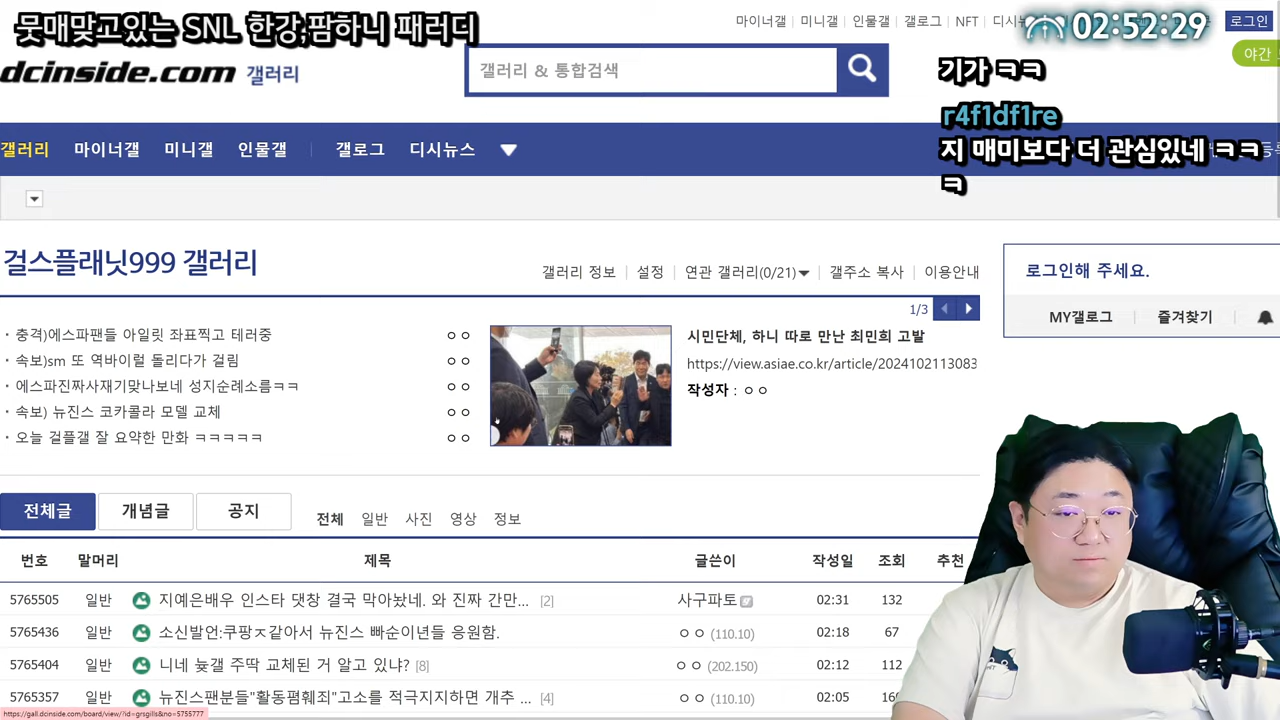 뭇매맞고있는 SNL 한강,팜하니 패러디
마이너갤 | 미니갤 | 인물갤 | 갤로그 | NFT | 디시뉴
02:52:29
로그인
야간
dcinside.com 갤러리
갤러리 & 통합검색
기가 ㅋㅋ
r4f1df1re
지 매미보다 더 관심있네 ㅋㅋ
ㅋ
갤러리 마이너갤 미니갤 인물갤 | 갤로그 디시뉴스
걸스플래닛999 갤러리
갤러리 정보 | 설정 | 연관 갤러리(0/21) | 갤주소 복사 | 이용안내
로그인해 주세요.
MY갤로그 | 즐겨찾기
1/3
· 충격)에스파팬들 아일릿 좌표찍고 테러중 ㅇㅇ
· 속보)sm 또 역바이럴 돌리다가 걸림 ㅇㅇ
· 에스파진짜사재기맞나보네 성지순례소름ㅋㅋ ㅇㅇ
· 속보) 뉴진스 코카콜라 모델 교체 ㅇㅇ
· 오늘 걸플갤 잘 요약한 만화 ㅋㅋㅋㅋㅋ ㅇㅇ
시민단체, 하니 따로 만난 최민희 고발
https://view.asiae.co.kr/article/2024102113083
작성자 : ㅇㅇ
전체글 개념글 공지 전체 일반 사진 영상 정보
번호 말머리 제목 글쓴이 작성일 조회 추천
5765505 일반 지예은배우 인스타 댓창 결국 막아놨네. 와 진짜 간만... [2] 사구파토 02:31 132
5765436 일반 소신발언:쿠팡ㅈ같아서 뉴진스 빠순이년들 응원함. ㅇㅇ (110.10) 02:18 67
5765404 일반 니네 늊갤 주딱 교체된 거 알고 있냐? [8] ㅇㅇ (202.150) 02:12 112
5765357 일반 뉴진스팬분들"활동폄훼죄"고소를 적극지지하면 개추 ... [4] ㅇㅇ (110.10) 02:05
https://gall.dcinside.com/board/view/?id=grsgills&no=5755777